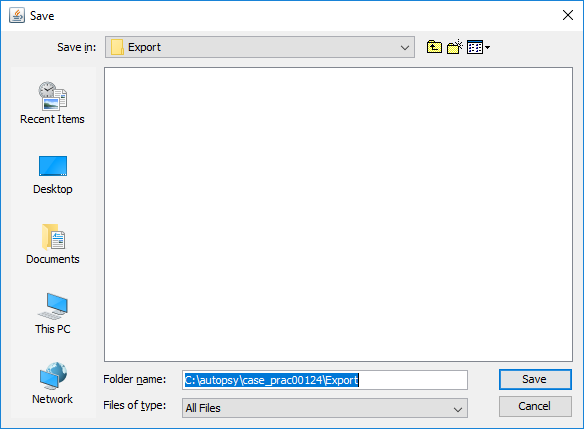 Save
Save in:
Export
Recent Items
Desktop
Documents
This PC
Network
Folder name:
C:\autopsy\case_prac00124\Export
Save
Files of type:
All Files
Cancel